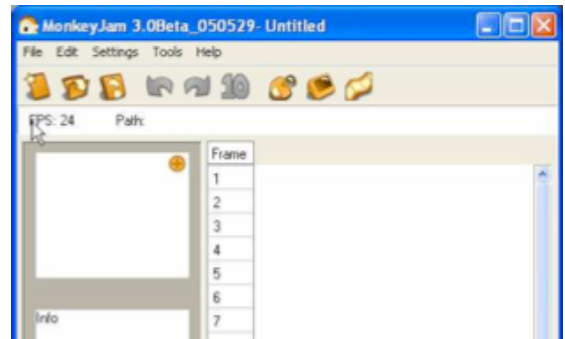 MonkeyJam 3.0Beta_050529- Untitled
File Edit Settings Tools Help
10
FPS: 24 Path:
Frame
1
2
3
4
5
6
Info
7